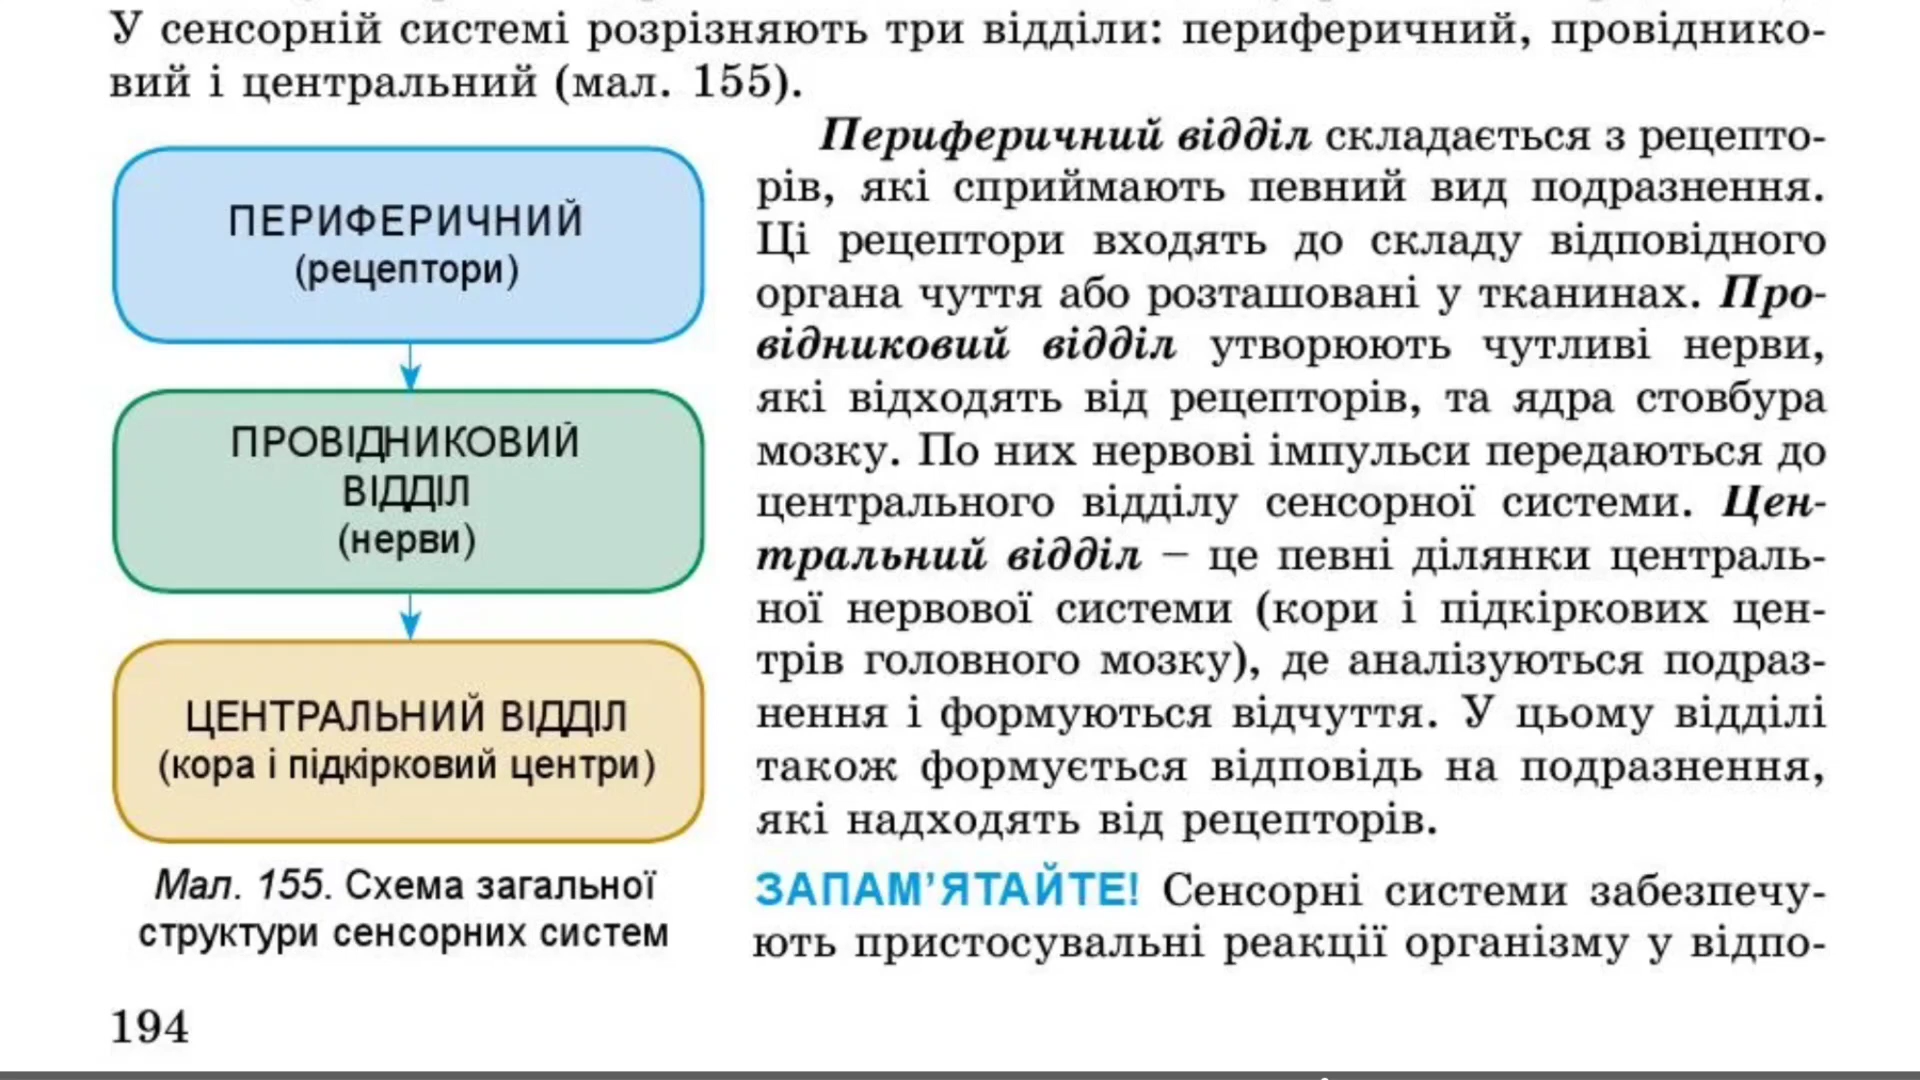 У сенсорній системі розрізняють три відділи: периферичний, провіднико-
вий і центральний (мал. 155).
ПЕРИФЕРИЧНИЙ
(рецептори)
ПРОВІДНИКОВИЙ
ВІДДІЛ
(нерви)
ЦЕНТРАЛЬНИЙ ВІДДІЛ
(кора і підкірковий центри)
Мал. 155. Схема загальної
структури сенсорних систем
Периферичний відділ складається з рецепто-
рів, які сприймають певний вид подразнення.
Ці рецептори входять до складу відповідного
органа чуття або розташовані у тканинах. Про-
відниковий відділ утворюють чутливі нерви,
які відходять від рецепторів, та ядра стовбура
мозку. По них нервові імпульси передаються до
центрального відділу сенсорної системи. Цен-
тральний відділ – це певні ділянки централь-
ної нервової системи (кори і підкіркових цен-
трів головного мозку), де аналізуються подраз-
нення і формуються відчуття. У цьому відділі
також формується відповідь на подразнення,
які надходять від рецепторів.
ЗАПАМ’ЯТАЙТЕ! Сенсорні системи забезпечу-
ють пристосувальні реакції організму у відпо-
194